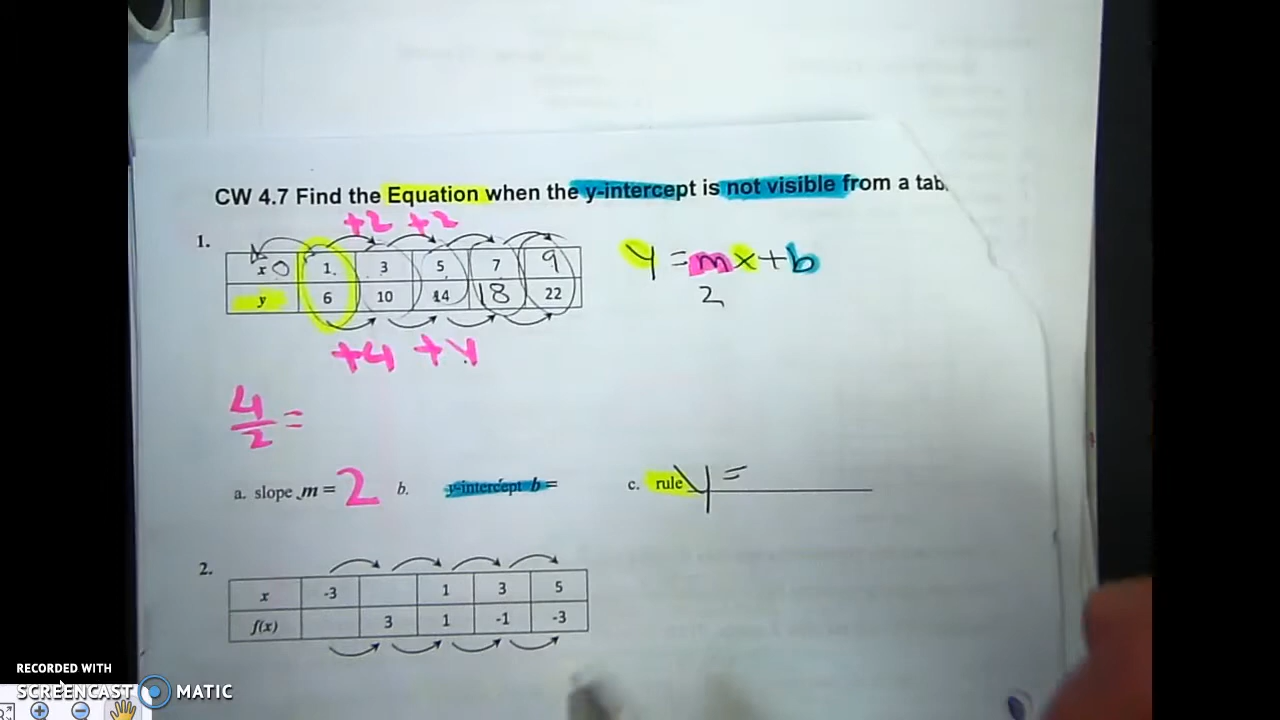 CW 4.7 Find the Equation when the y-intercept is not visible from a tab
+2 +2
1.
x 0 1 3 5 7 9
y 6 10 14 18 22
y = mx + b
2
+4 +4
4/2 =
a. slope m = 2 b. y-intercept b = c. rule y =
2.
x -3 1 3 5
f(x) 3 1 -1 -3
RECORDED WITH
SCREENCAST MATIC